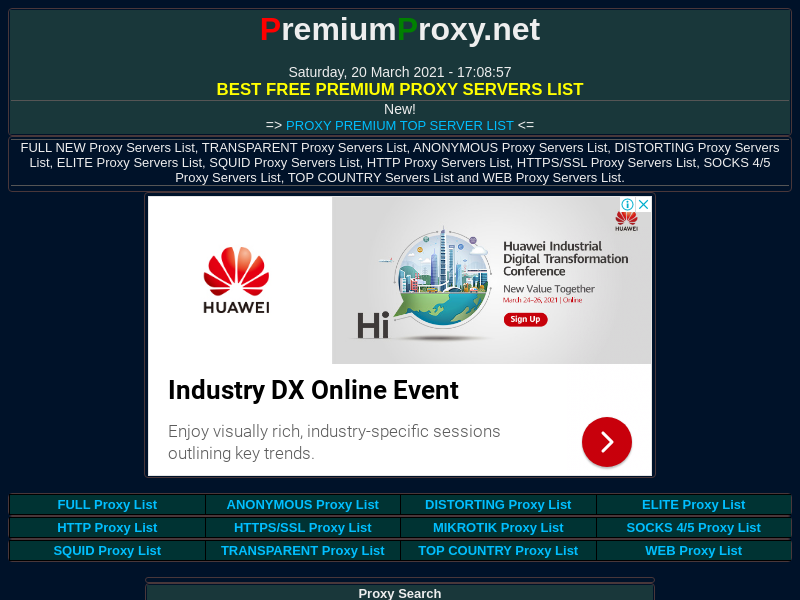 PremiumProxy.net
Saturday, 20 March 2021 - 17:08:57
BEST FREE PREMIUM PROXY SERVERS LIST
New!
=> PROXY PREMIUM TOP SERVER LIST <=
FULL NEW Proxy Servers List, TRANSPARENT Proxy Servers List, ANONYMOUS Proxy Servers List, DISTORTING Proxy Servers
List, ELITE Proxy Servers List, SQUID Proxy Servers List, HTTP Proxy Servers List, HTTPS/SSL Proxy Servers List, SOCKS 4/5
Proxy Servers List, TOP COUNTRY Servers List and WEB Proxy Servers List.
HUAWEI
HUAWEI
Huawei Industrial
Digital Transformation
Conference
New Value Together
March 24-26, 2021 | Online
Sign Up
Hi
Industry DX Online Event
Enjoy visually rich, industry-specific sessions
outlining key trends.
FULL Proxy List ANONYMOUS Proxy List DISTORTING Proxy List ELITE Proxy List
HTTP Proxy List HTTPS/SSL Proxy List MIKROTIK Proxy List SOCKS 4/5 Proxy List
SQUID Proxy List TRANSPARENT Proxy List TOP COUNTRY Proxy List WEB Proxy List
Proxy Search